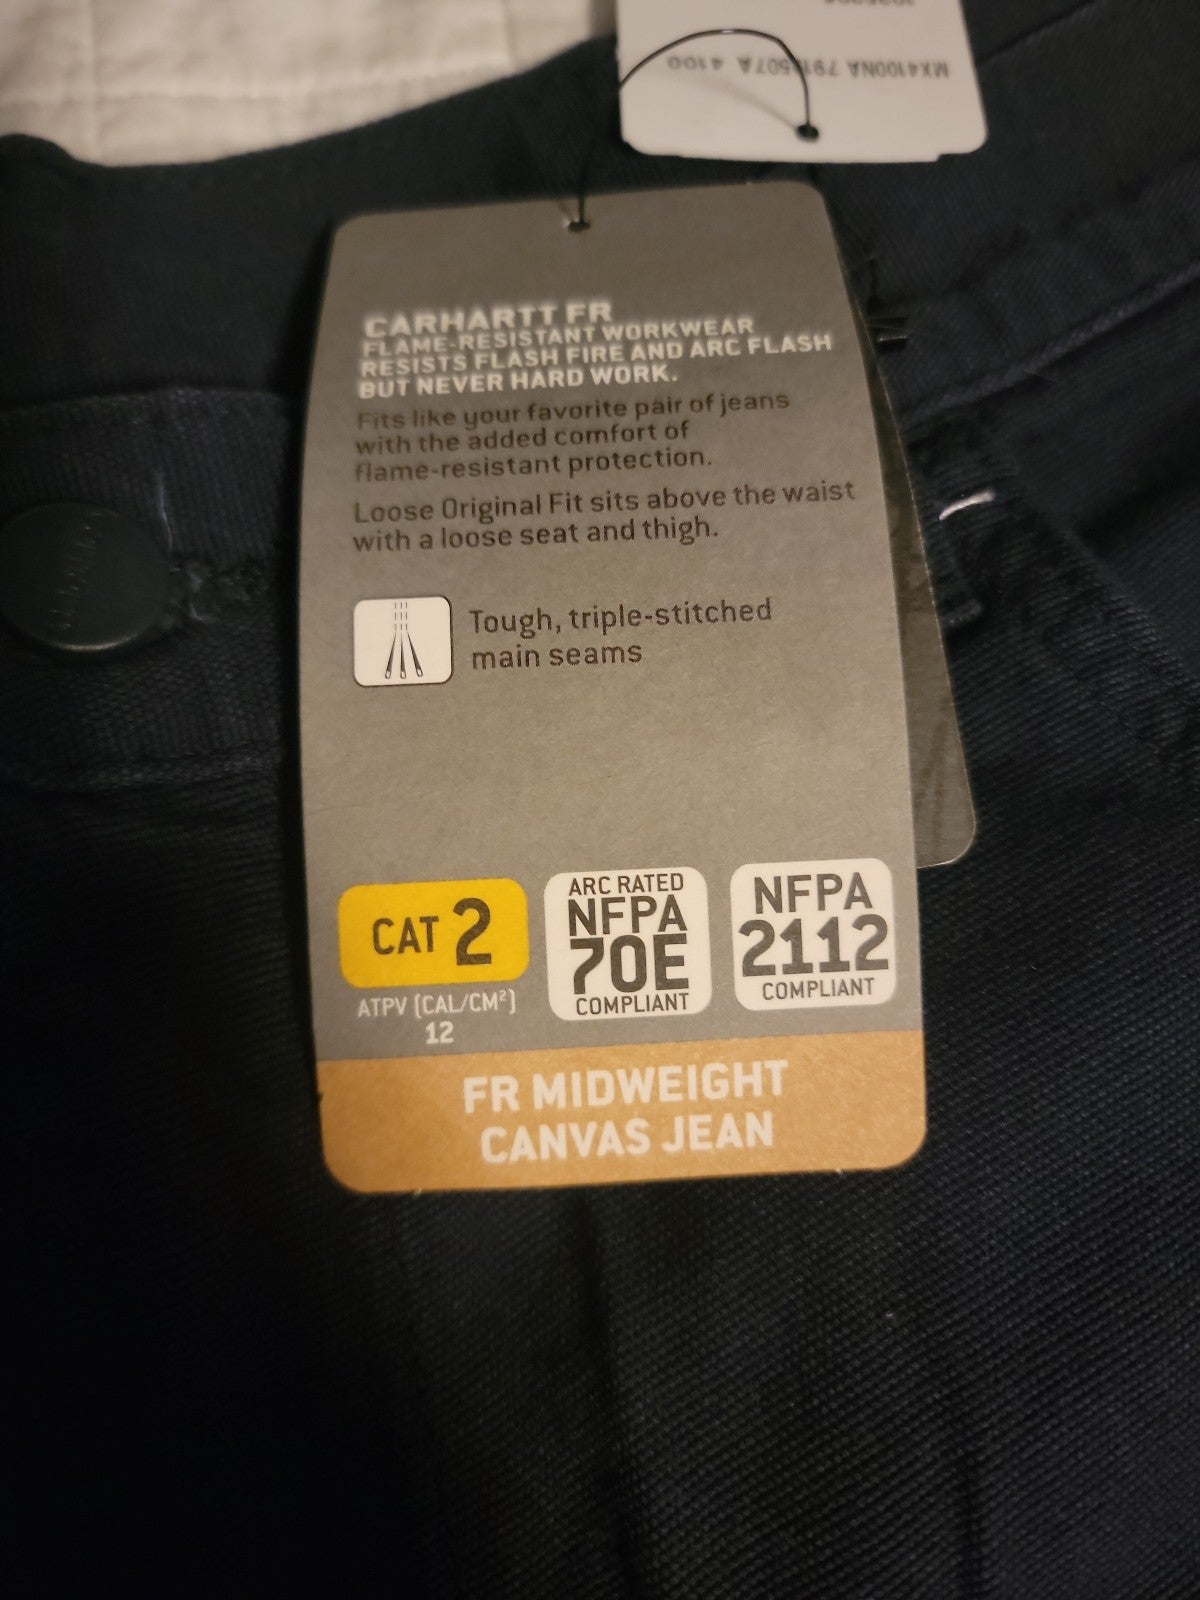 MX4100NA 791507A 4100
CARHARTT FR
FLAME-RESISTANT WORKWEAR
RESISTS FLASH FIRE AND ARC FLASH
BUT NEVER HARD WORK.
Fits like your favorite pair of jeans
with the added comfort of
flame-resistant protection.
Loose Original Fit sits above the waist
with a loose seat and thigh.
Tough, triple-stitched
main seams
CAT 2
ATPV (CAL/CM²)
12
ARC RATED
NFPA
70E
COMPLIANT
NFPA
2112
COMPLIANT
FR MIDWEIGHT
CANVAS JEAN